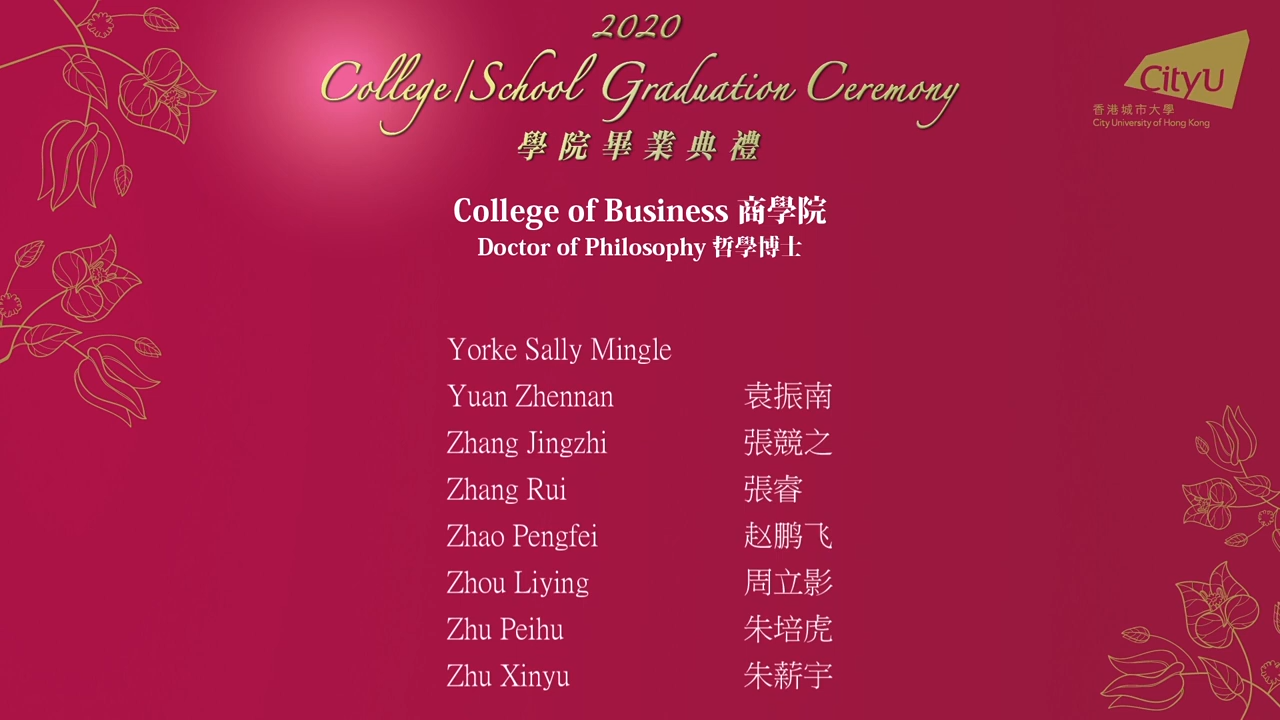 2020
College/School Graduation Ceremony
學院畢業典禮
CityU
香港城市大學
City University of Hong Kong
College of Business 商學院
Doctor of Philosophy 哲學博士
Yorke Sally Mingle
Yuan Zhennan 袁振南
Zhang Jingzhi 張競之
Zhang Rui 張睿
Zhao Pengfei 赵鹏飞
Zhou Liying 周立影
Zhu Peihu 朱培虎
Zhu Xinyu 朱薪宇